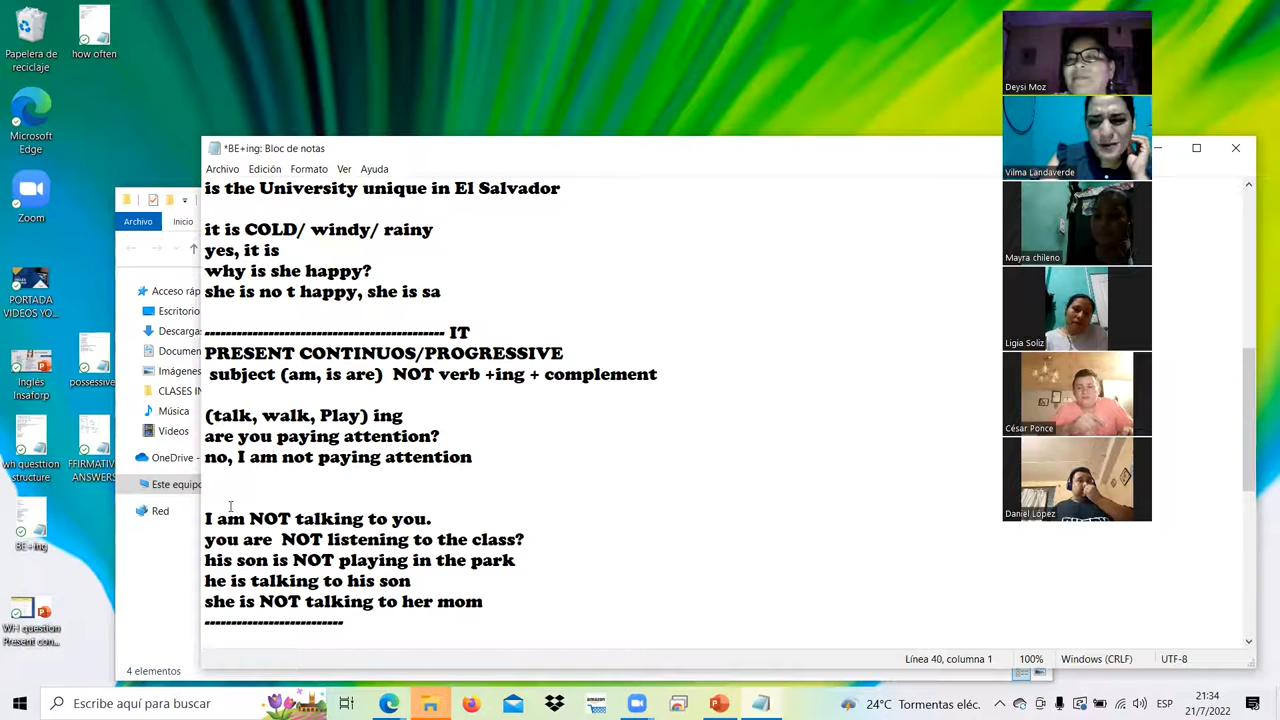 Papelera de
reciclaje
how often
Microsoft
Edge
Zoom
PORTADA
VIDEOS YO...
Inglés
Insaforp
possessive
wh questtion
structure
FFIRMATIV
ANSWERS
BE+ing
WH question
Present con...
Archivo
Inicio
Acceso ráp
Escritorio
Descarga
Documen
Imágenes
CLASES IN
Música
Videos
OneDrive -
Este equipo
Red
4 elementos
*BE+ing: Bloc de notas
Archivo Edición Formato Ver Ayuda
is the University unique in El Salvador
it is COLD/ windy/ rainy
yes, it is
why is she happy?
she is no t happy, she is sa
-------------------------------------------- IT
PRESENT CONTINUOS/PROGRESSIVE
subject (am, is are)  NOT verb +ing + complement
(talk, walk, Play) ing
are you paying attention?
no, I am not paying attention
I am NOT talking to you.
you are  NOT listening to the class?
his son is NOT playing in the park
he is talking to his son
she is NOT talking to her mom
--------------------------
Línea 40, columna 1 100% Windows (CRLF) UTF-8
Deysi Moz
Vilma Landaverde
Mayra chileno
Ligia Soliz
César Ponce
Daniel López
Escribe aquí para buscar
amazon
24°C Tormentas eléc.
ESP
21:34
21/7/2022